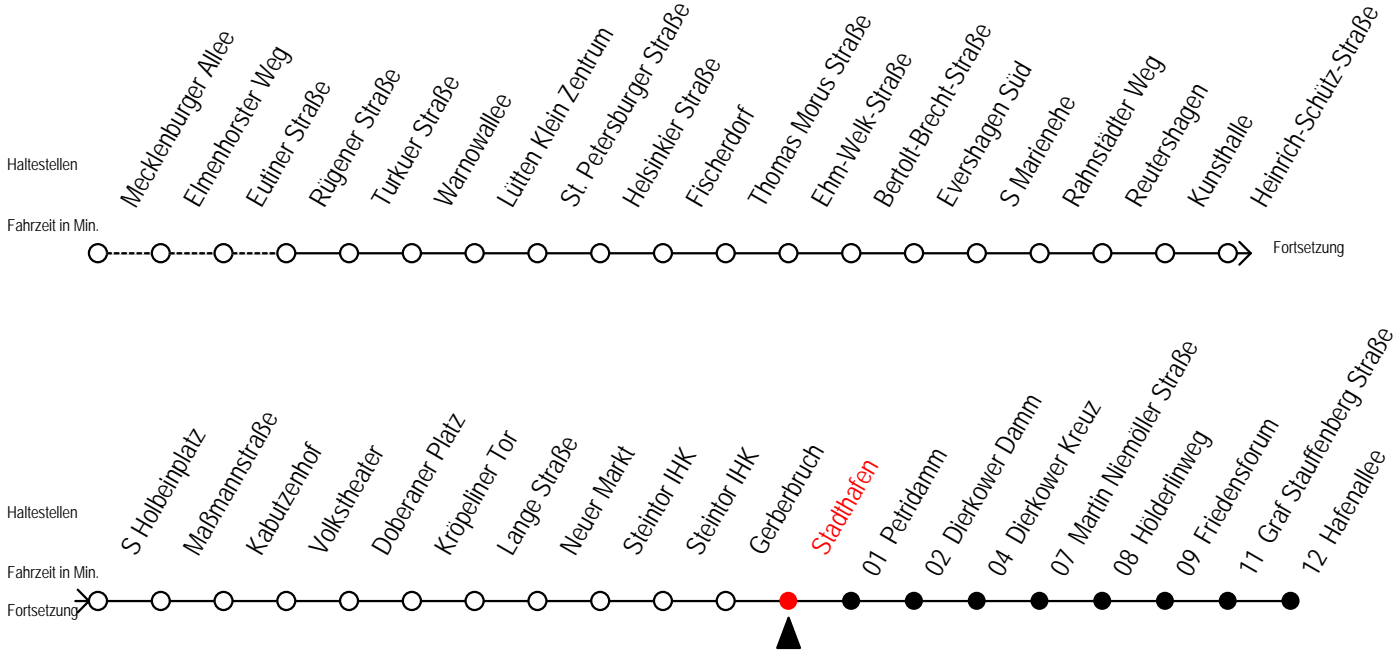 Haltestellen
Mecklenburger Allee
Elmenhorster Weg
Eutiner Straße
Rügener Straße
Turkuer Straße
Warnowallee
Lütten Klein Zentrum
St. Petersburger Straße
Helsinkier Straße
Fischerdorf
Thomas Morus Straße
Ehm-Welk-Straße
Bertolt-Brecht-Straße
Evershagen Süd
S Marienehe
Rahnstädter Weg
Reutershagen
Kunsthalle
Heinrich-Schütz-Straße
Fahrzeit in Min.
Fortsetzung
Haltestellen
S Holbeinplatz
Maßmannstraße
Kabutzenhof
Volkstheater
Doberaner Platz
Kröpeliner Tor
Lange Straße
Neuer Markt
Steintor IHK
Steintor IHK
Gerberbruch
Stadthafen
01 Petridamm
02 Dierkower Damm
04 Dierkower Kreuz
07 Martin Niemöller Straße
08 Hölderlinweg
09 Friedensforum
11 Graf Stauffenberg Straße
12 Hafenallee
Fahrzeit in Min.
Fortsetzung